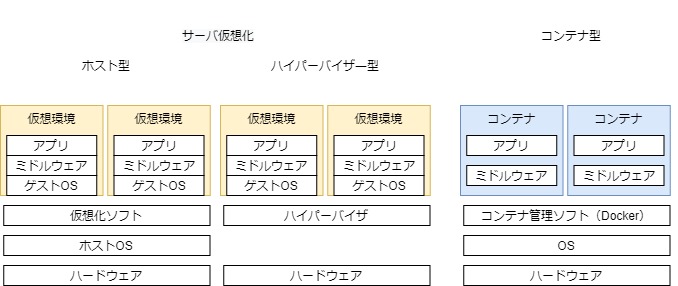 サーバ仮想化
コンテナ型
ホスト型
ハイパーバイザー型
仮想環境
仮想環境
仮想環境
仮想環境
コンテナ
コンテナ
アプリ
アプリ
アプリ
アプリ
アプリ
アプリ
ミドルウェア
ミドルウェア
ミドルウェア
ミドルウェア
ミドルウェア
ミドルウェア
ゲストOS
ゲストOS
ゲストOS
ゲストOS
仮想化ソフト
ハイパーバイザ
コンテナ管理ソフト（Docker）
ホストOS
OS
ハードウェア
ハードウェア
ハードウェア